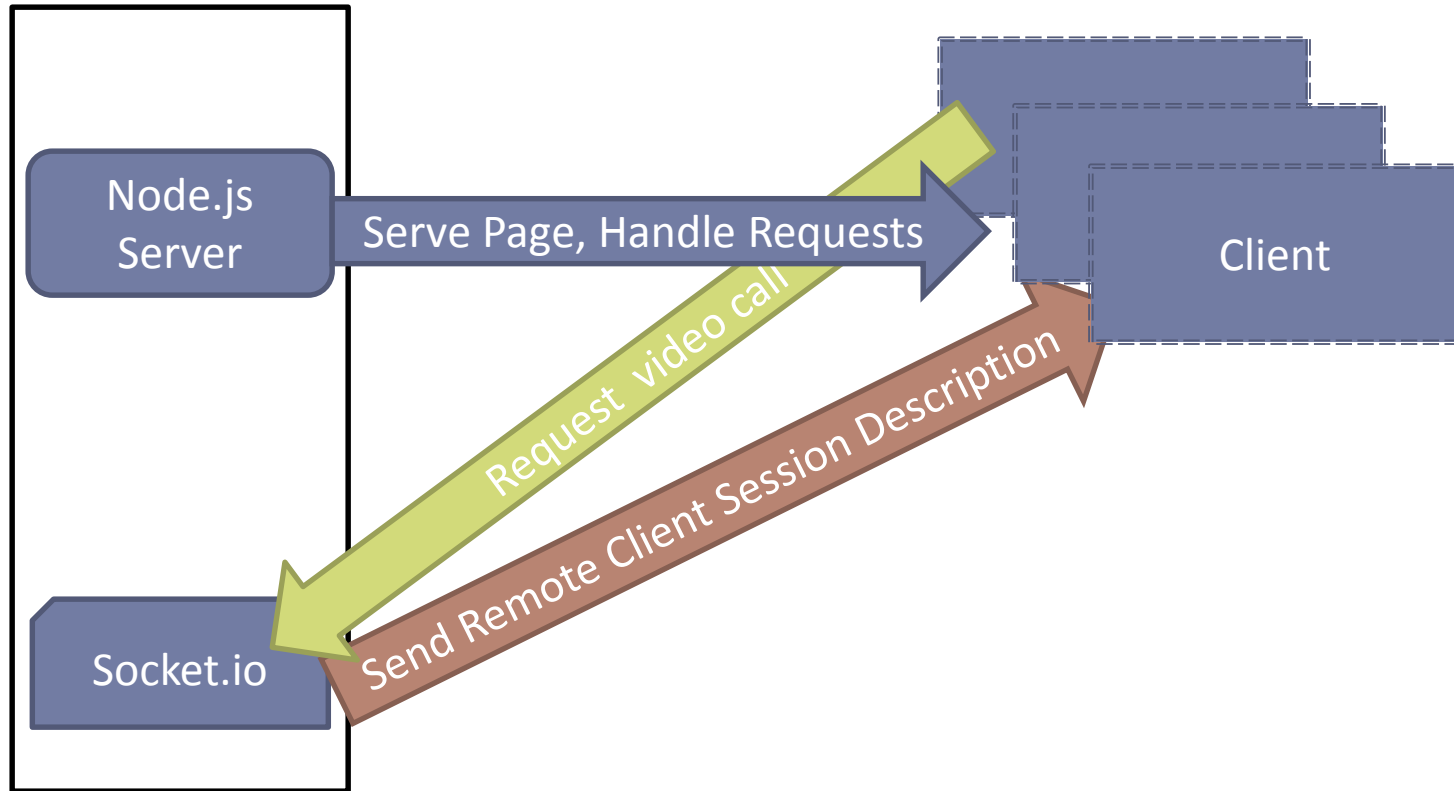 Node.js
Server
Serve Page, Handle Requests
Client
Request  video call
Send Remote Client Session Description
Socket.io